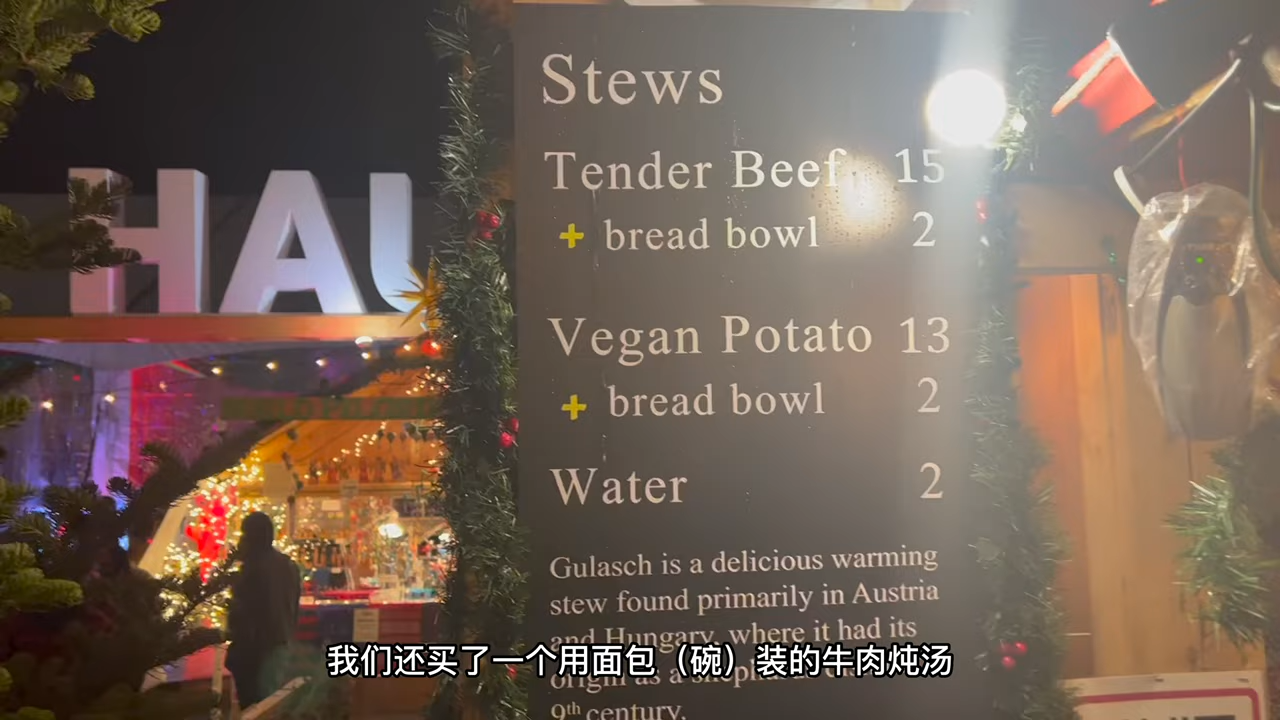 HAU
Stews
Tender Beef 15
+ bread bowl 2
Vegan Potato 13
+ bread bowl 2
Water 2
Gulasch is a delicious warming
stew found primarily in Austria
and Hungary, where it had its
origin as a
9th century.
我们还买了一个用面包（碗）装的牛肉炖汤